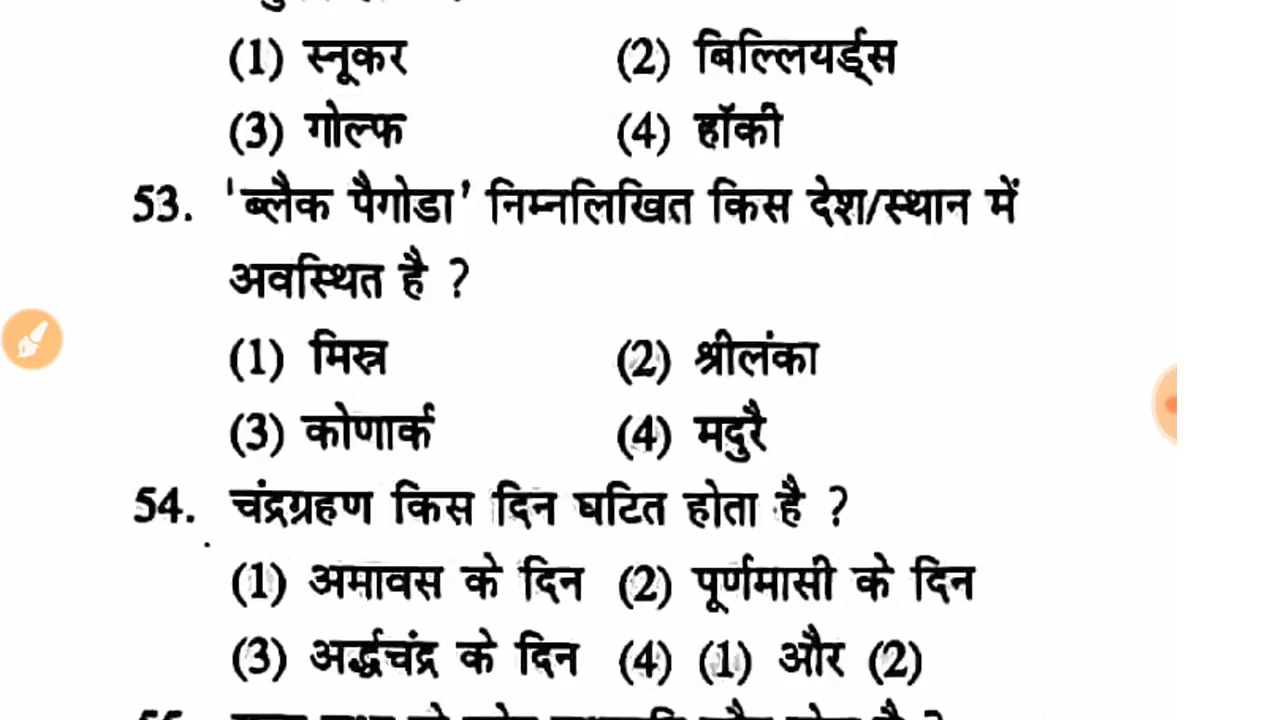 (1) स्नूकर (2) बिल्लियर्ड्स
(3) गोल्फ (4) हॉकी
53. 'ब्लैक पैगोडा' निम्नलिखित किस देश/स्थान में
अवस्थित है ?
(1) मिस्र (2) श्रीलंका
(3) कोणार्क (4) मदुरै
54. चंद्रग्रहण किस दिन घटित होता है ?
(1) अमावस के दिन (2) पूर्णमासी के दिन
(3) अर्द्धचंद्र के दिन (4) (1) और (2)
55.